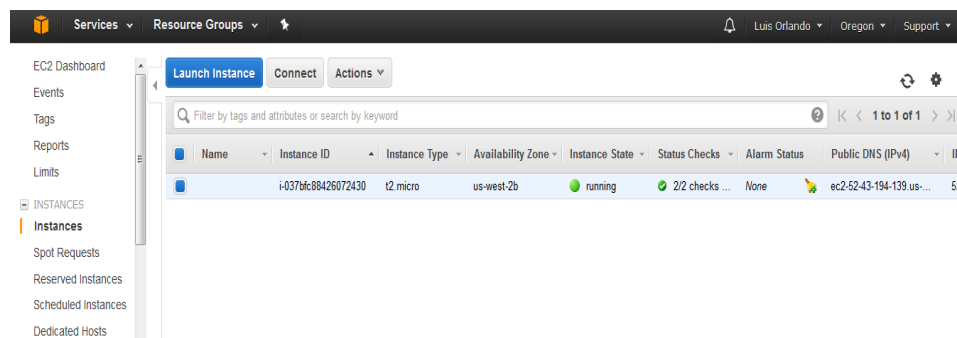 Services Resource Groups Luis Orlando Oregon Support
EC2 Dashboard
Events
Tags
Reports
Limits
INSTANCES
Instances
Spot Requests
Reserved Instances
Scheduled Instances
Dedicated Hosts
Launch Instance Connect Actions
Filter by tags and attributes or search by keyword 1 to 1 of 1
Name Instance ID Instance Type Availability Zone Instance State Status Checks Alarm Status Public DNS (IPv4)
i-037bfc88426072430 t2.micro us-west-2b running 2/2 checks ... None ec2-52-43-194-139.us-...